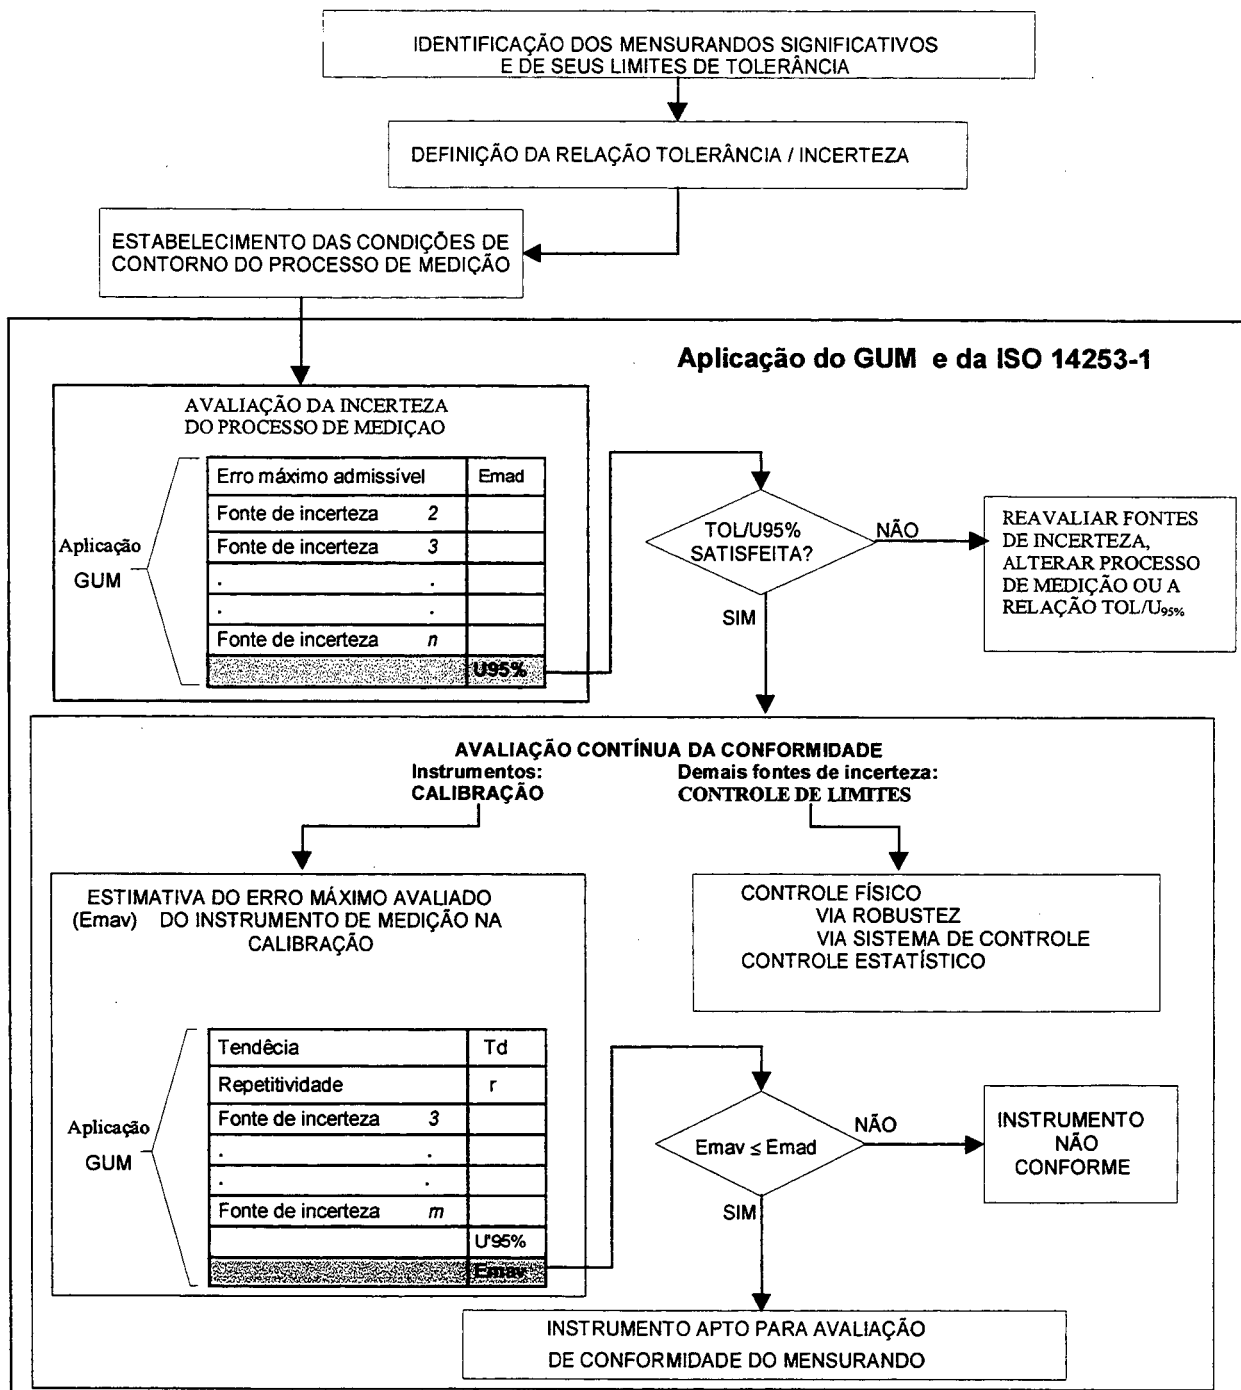 IDENTIFICAÇÃO DOS MENSURANDOS SIGNIFICATIVOS
E DE SEUS LIMITES DE TOLERÂNCIA
DEFINIÇÃO DA RELAÇÃO TOLERÂNCIA / INCERTEZA
ESTABELECIMENTO DAS CONDIÇÕES DE
CONTORNO DO PROCESSO DE MEDIÇÃO
Aplicação do GUM e da ISO 14253-1
AVALIAÇÃO DA INCERTEZA
DO PROCESSO DE MEDIÇAO
Aplicação
GUM
Erro máximo admissível Emad
Fonte de incerteza 2
Fonte de incerteza 3
. .
. .
Fonte de incerteza n
U95%
TOL/U95%
SATISFEITA?
NÃO
SIM
REAVALIAR FONTES
DE INCERTEZA,
ALTERAR PROCESSO
DE MEDIÇÃO OU A
RELAÇÃO TOL/U95%
AVALIAÇÃO CONTÍNUA DA CONFORMIDADE
Instrumentos:
CALIBRAÇÃO
Demais fontes de incerteza:
CONTROLE DE LIMITES
ESTIMATIVA DO ERRO MÁXIMO AVALIADO
(Emav) DO INSTRUMENTO DE MEDIÇÃO NA
CALIBRAÇÃO
CONTROLE FÍSICO
VIA ROBUSTEZ
VIA SISTEMA DE CONTROLE
CONTROLE ESTATÍSTICO
Aplicação
GUM
Tendêcia Td
Repetitividade r
Fonte de incerteza 3
. .
. .
Fonte de incerteza m
U'95%
Emav
Emav ≤ Emad
NÃO
SIM
INSTRUMENTO
NÃO
CONFORME
INSTRUMENTO APTO PARA AVALIAÇÃO
DE CONFORMIDADE DO MENSURANDO